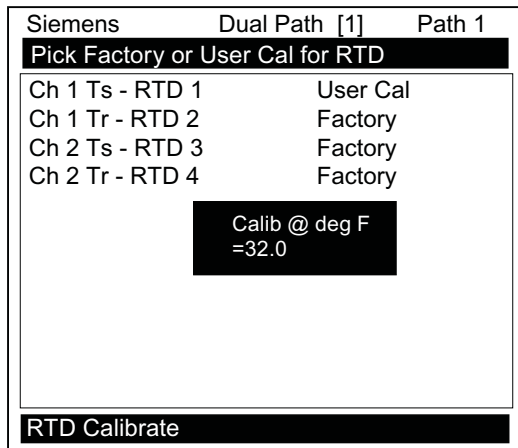 Siemens Dual Path [1] Path 1
Pick Factory or User Cal for RTD
Ch 1 Ts - RTD 1 User Cal
Ch 1 Tr - RTD 2 Factory
Ch 2 Ts - RTD 3 Factory
Ch 2 Tr - RTD 4 Factory
Calib @ deg F
=32.0
RTD Calibrate